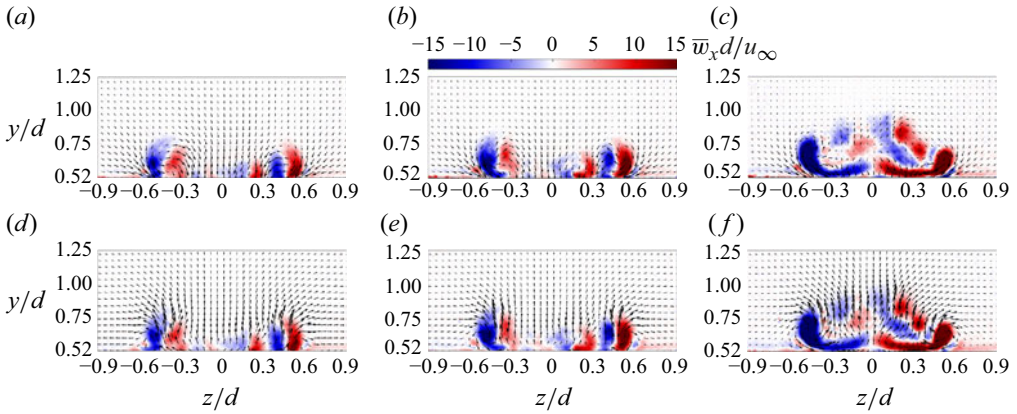 (a) (b) (c)
−15 −10 −5 0 5 10 15 w̅ₓd/u∞
1.25 1.25 1.25
1.00 1.00 1.00
y/d 0.75 0.75 0.75
0.52 0.52 0.52
−0.9 −0.6 −0.3 0 0.3 0.6 0.9 −0.9 −0.6 −0.3 0 0.3 0.6 0.9 −0.9 −0.6 −0.3 0 0.3 0.6 0.9
(d) (e) (f)
1.25 1.25 1.25
1.00 1.00 1.00
y/d 0.75 0.75 0.75
0.52 0.52 0.52
−0.9 −0.6 −0.3 0 0.3 0.6 0.9 −0.9 −0.6 −0.3 0 0.3 0.6 0.9 −0.9 −0.6 −0.3 0 0.3 0.6 0.9
z/d z/d z/d